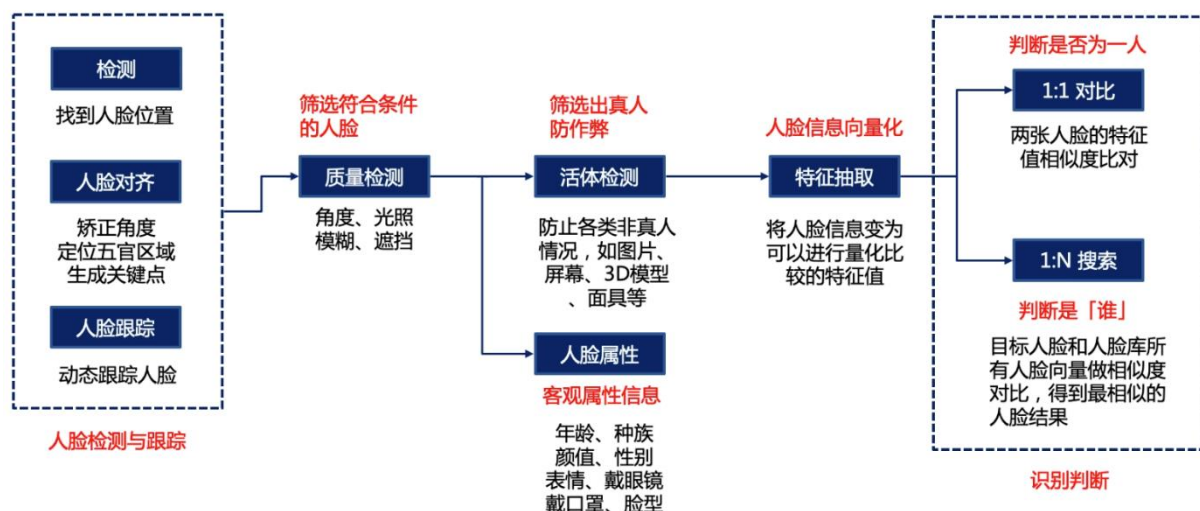 检测
找到人脸位置
人脸对齐
矫正角度
定位五官区域
生成关键点
人脸跟踪
动态跟踪人脸
人脸检测与跟踪
筛选符合条件
的人脸
质量检测
角度、光照
模糊、遮挡
筛选出真人
防作弊
活体检测
防止各类非真人
情况，如图片、
屏幕、3D模型
、面具等
人脸属性
客观属性信息
年龄、种族
颜值、性别
表情、戴眼镜
戴口罩、脸型
人脸信息向量化
特征抽取
将人脸信息变为
可以进行量化比
较的特征值
判断是否为一人
1:1 对比
两张人脸的特征
值相似度比对
1:N 搜索
判断是「谁」
目标人脸和人脸库所
有人脸向量做相似度
对比，得到最相似的
人脸结果
识别判断